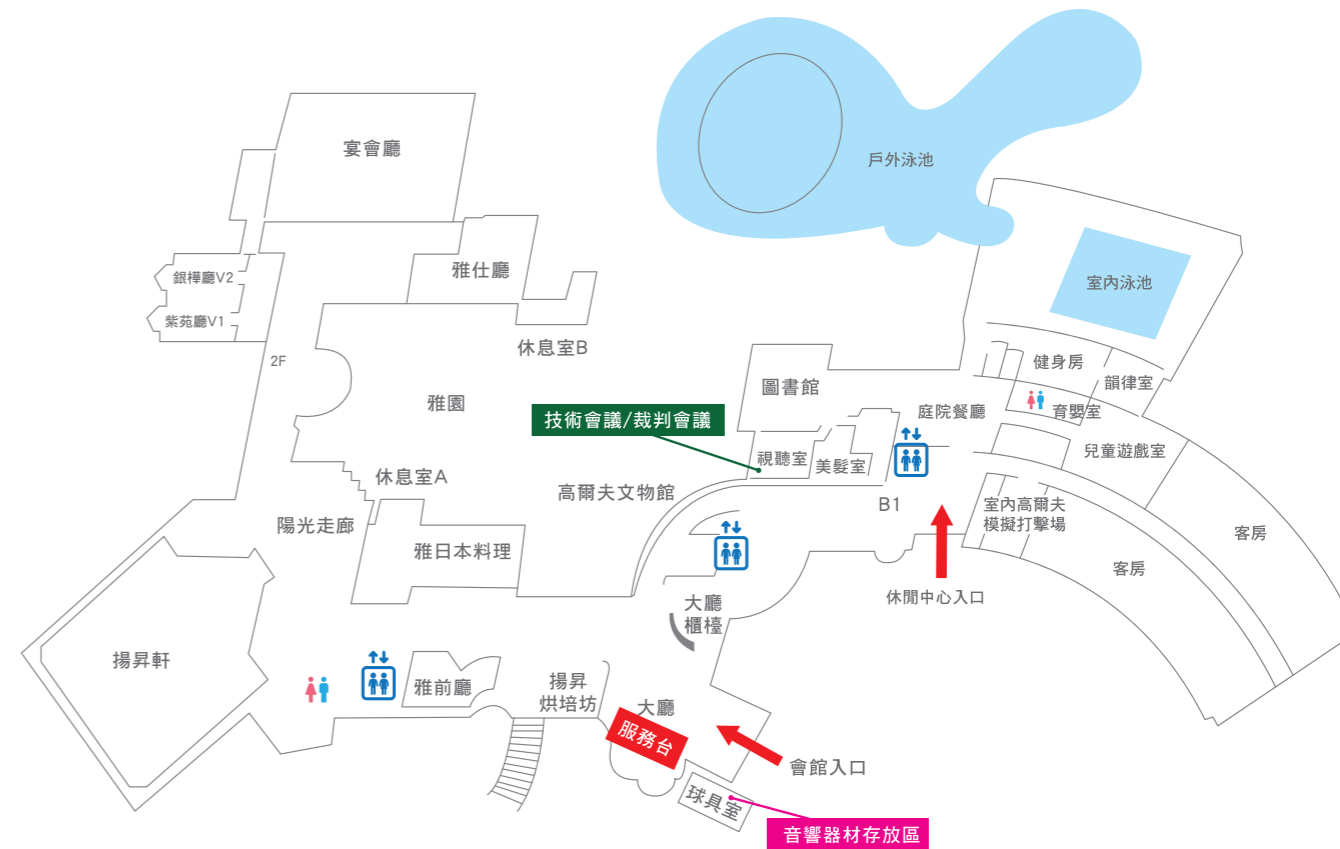 宴會廳
戶外泳池
雅仕廳
銀樺廳V2
紫苑廳V1
室內泳池
休息室B
2F
健身房
韻律室
圖書館
雅園
技術會議/裁判會議
庭院餐廳
育嬰室
視聽室
美髮室
兒童遊戲室
休息室A
高爾夫文物館
B1
室內高爾夫
模擬打擊場
陽光走廊
雅日本料理
客房
客房
休閒中心入口
大廳
櫃檯
揚昇軒
雅前廳
揚昇
烘培坊
大廳
服務台
會館入口
球具室
音響器材存放區